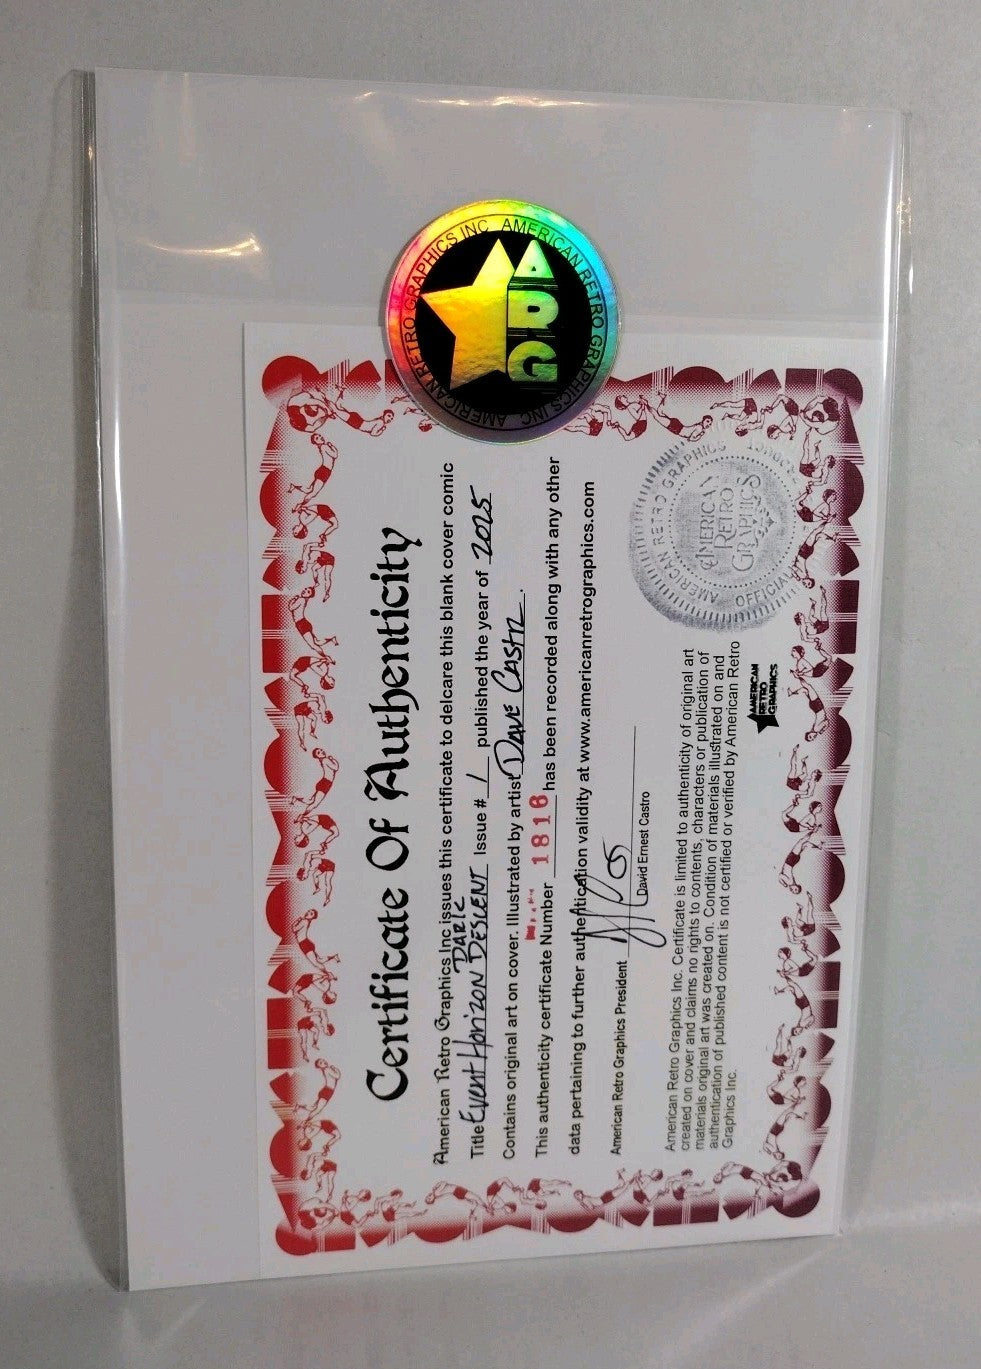 AMERICAN RETRO GRAPHICS INC. AMERICAN RETRO GRAPHICS INC.
ARG
Certificate Of Authenticity
American Retro Graphics Inc issues this certificate to delcare this blank cover comic
Title Event Horizon DARK DESCENT Issue # 1 published the year of 2025
Contains original art on cover. Illustrated by artist DAVE CASTR.
This authenticity certificate Number 1816 has been recorded along with any other
data pertaining to further authentication validity at www.americanretrographics.com
American Retro Graphics President
David Ernest Castro
American Retro Graphics Inc. Certificate is limited to authenticity of original art
created on cover and claims no rights to contents, characters or publication of
materials original art was created on. Condition of materials illustrated on and
authentication of published content is not certified or verified by American Retro
Graphics Inc.
AMERICAN
RETRO
GRAPHICS
AMERICAN RETRO GRAPHICS
OFFICIAL
AMERICAN
RETRO
GRAPHICS